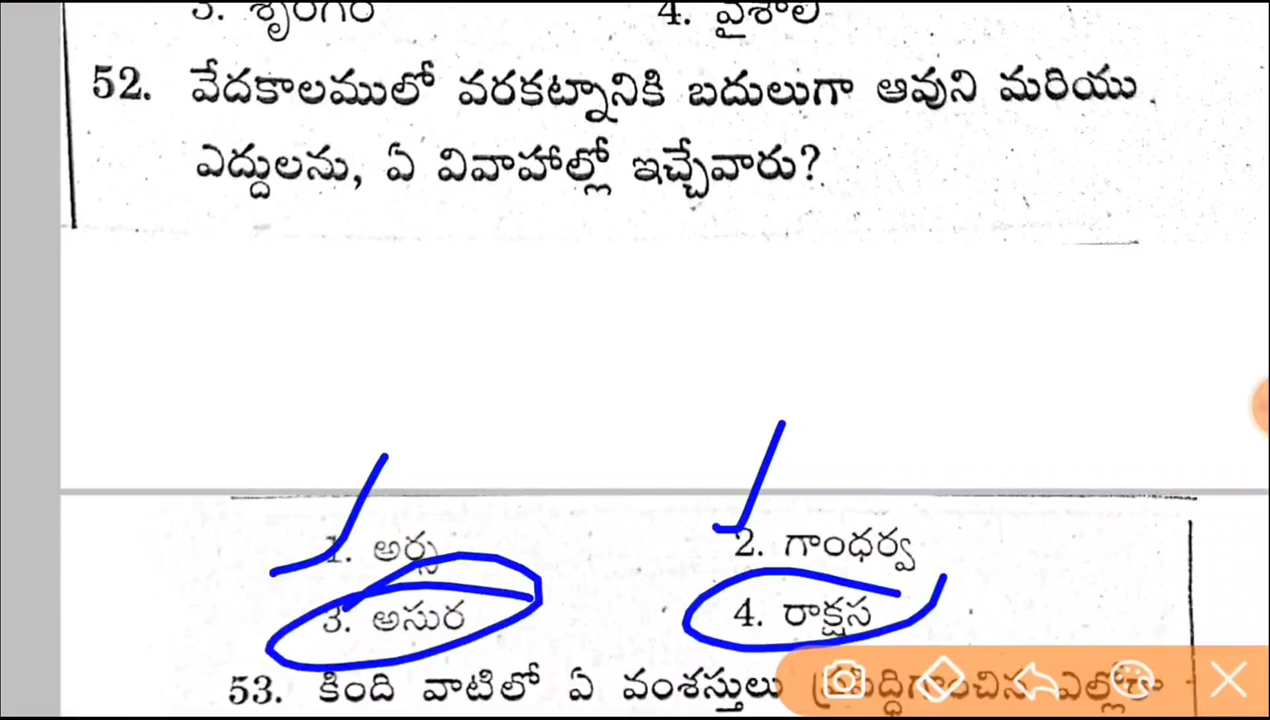 3. శృంగేరి 4. వైశాలి
52. వేదకాలములో వరకట్నానికి బదులుగా ఆవుని మరియు
ఎద్దులను, ఏ వివాహాల్లో ఇచ్చేవారు?
1. అర్స 2. గాంధర్వ
3. అసుర 4. రాక్షస
53. కింది వాటిలో ఏ వంశస్తులు